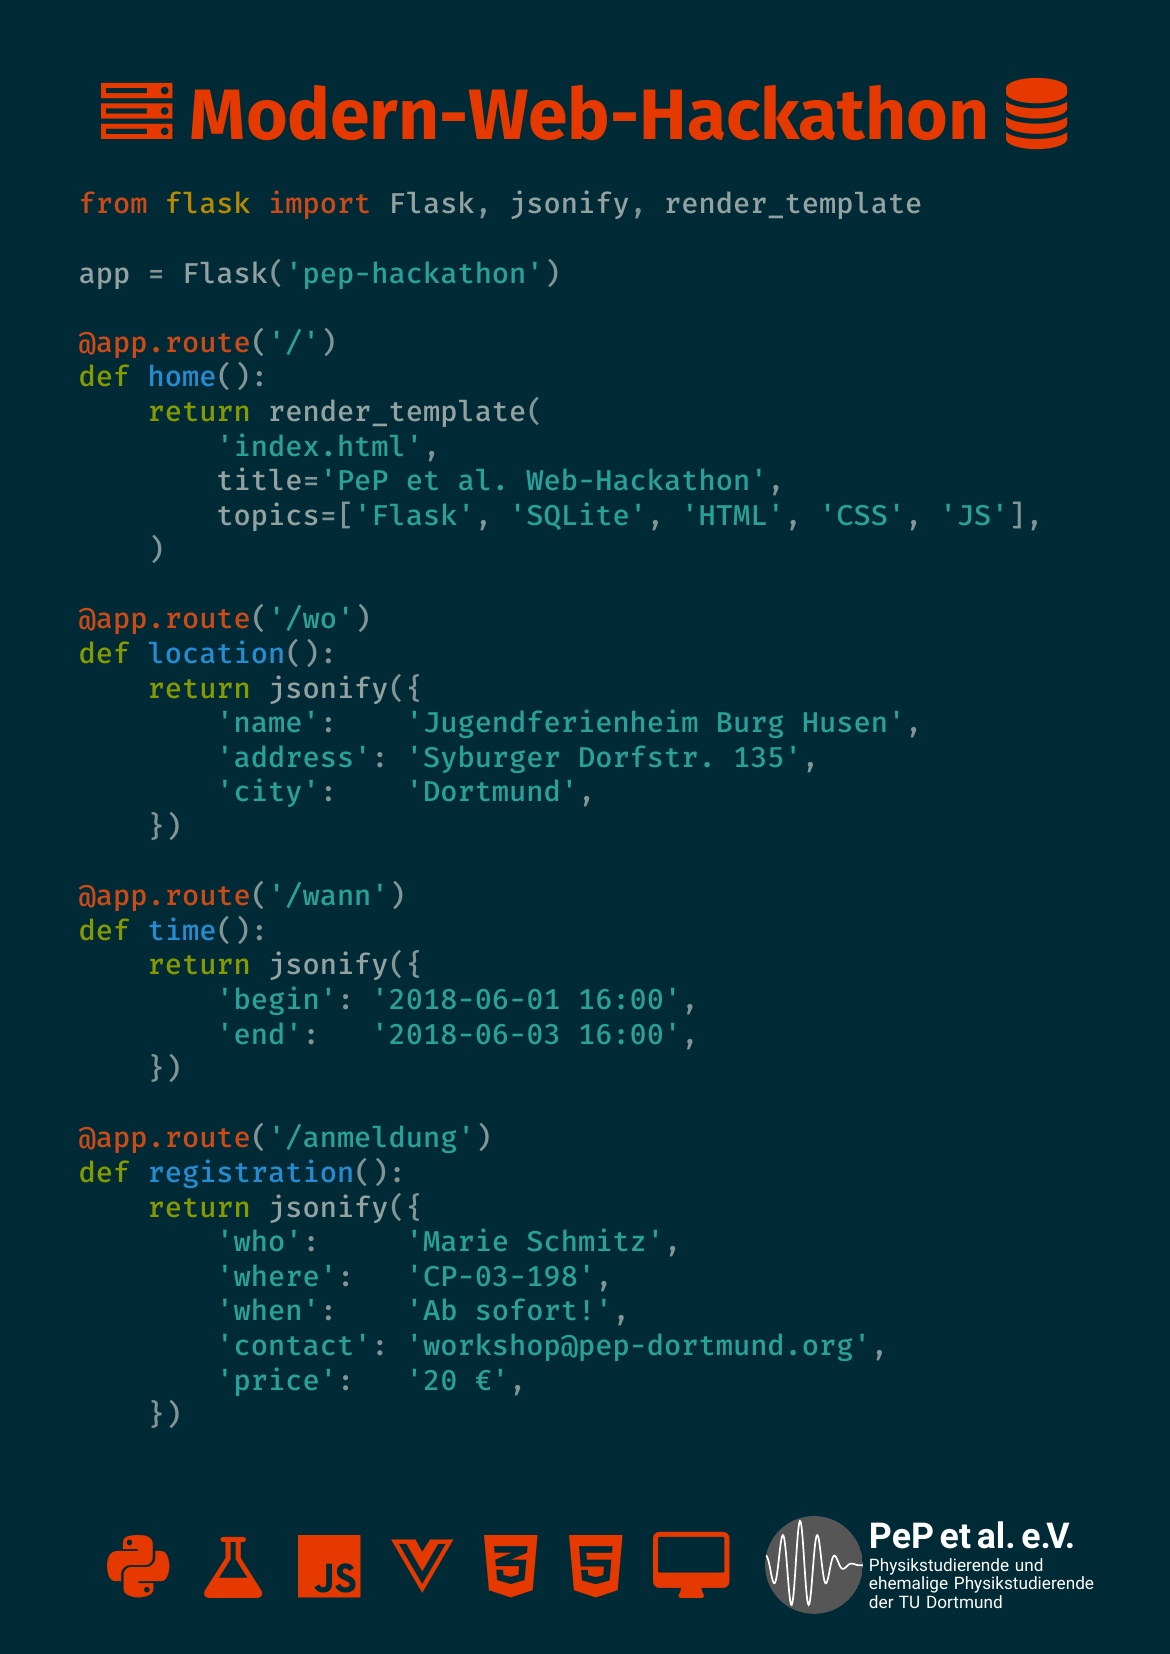 Modern-Web-Hackathon
from flask import Flask, jsonify, render_template
app = Flask('pep-hackathon')
@app.route('/')
def home():
    return render_template(
        'index.html',
        title='PeP et al. Web-Hackathon',
        topics=['Flask', 'SQLite', 'HTML', 'CSS', 'JS'],
    )
@app.route('/wo')
def location():
    return jsonify({
        'name':    'Jugendferienheim Burg Husen',
        'address': 'Syburger Dorfstr. 135',
        'city':    'Dortmund',
    })
@app.route('/wann')
def time():
    return jsonify({
        'begin': '2018-06-01 16:00',
        'end':   '2018-06-03 16:00',
    })
@app.route('/anmeldung')
def registration():
    return jsonify({
        'who':     'Marie Schmitz',
        'where':   'CP-03-198',
        'when':    'Ab sofort!',
        'contact': 'workshop@pep-dortmund.org',
        'price':   '20 €',
    })
JS
3
5
PeP et al. e.V.
Physikstudierende und
ehemalige Physikstudierende
der TU Dortmund